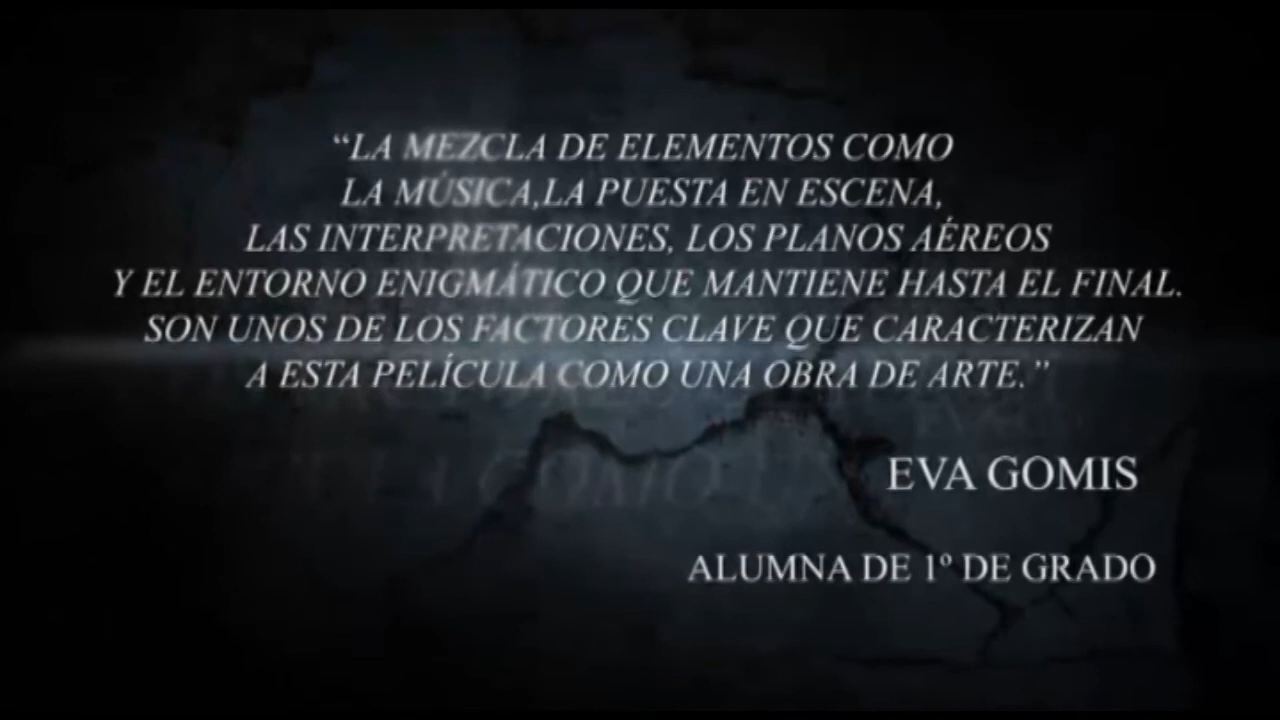 “LA MEZCLA DE ELEMENTOS COMO
LA MÚSICA,LA PUESTA EN ESCENA,
LAS INTERPRETACIONES, LOS PLANOS AÉREOS
Y EL ENTORNO ENIGMÁTICO QUE MANTIENE HASTA EL FINAL.
SON UNOS DE LOS FACTORES CLAVE QUE CARACTERIZAN
A ESTA PELÍCULA COMO UNA OBRA DE ARTE.”
EVA GOMIS
ALUMNA DE 1º DE GRADO